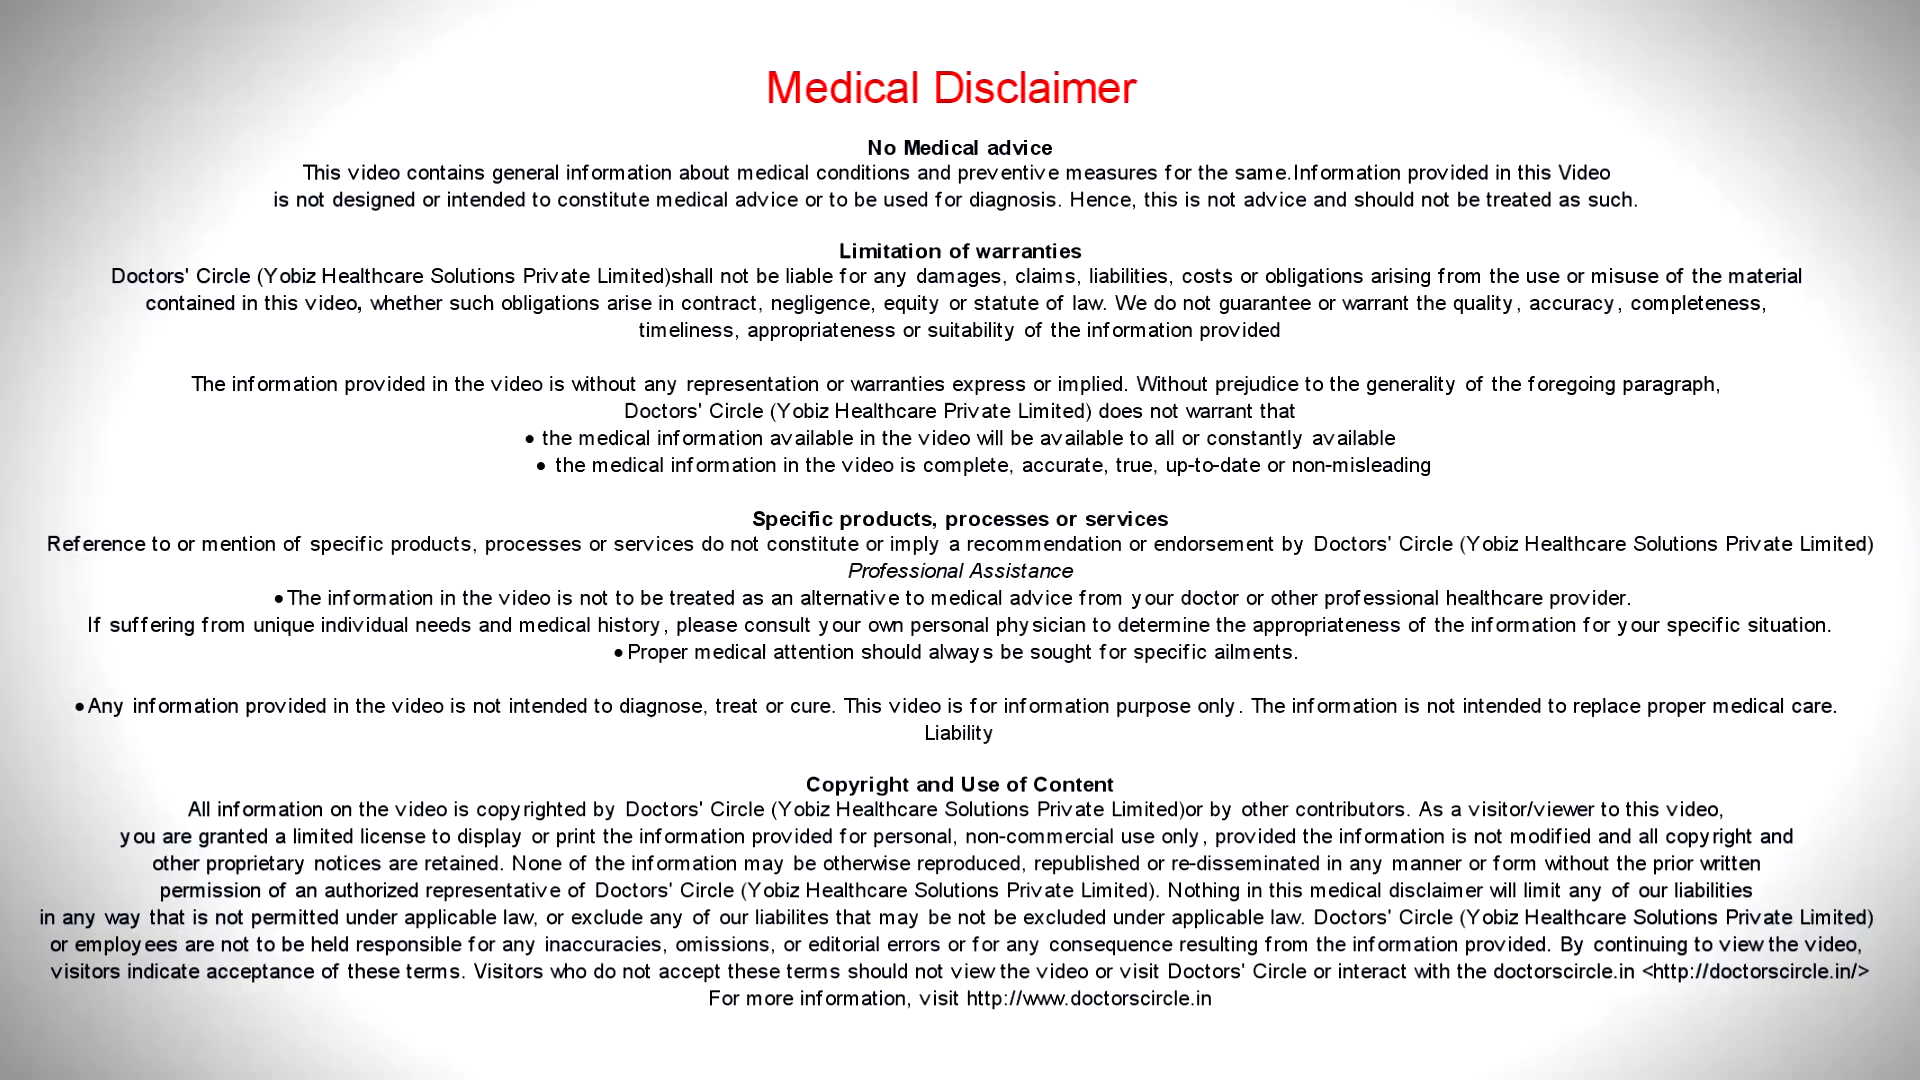 Medical Disclaimer
No Medical advice
This video contains general information about medical conditions and preventive measures for the same.Information provided in this Video
is not designed or intended to constitute medical advice or to be used for diagnosis. Hence, this is not advice and should not be treated as such.
Limitation of warranties
Doctors' Circle (Yobiz Healthcare Solutions Private Limited)shall not be liable for any damages, claims, liabilities, costs or obligations arising from the use or misuse of the material
contained in this video, whether such obligations arise in contract, negligence, equity or statute of law. We do not guarantee or warrant the quality, accuracy, completeness,
timeliness, appropriateness or suitability of the information provided
The information provided in the video is without any representation or warranties express or implied. Without prejudice to the generality of the foregoing paragraph,
Doctors' Circle (Yobiz Healthcare Private Limited) does not warrant that
• the medical information available in the video will be available to all or constantly available
• the medical information in the video is complete, accurate, true, up-to-date or non-misleading
Specific products, processes or services
Reference to or mention of specific products, processes or services do not constitute or imply a recommendation or endorsement by Doctors' Circle (Yobiz Healthcare Solutions Private Limited)
Professional Assistance
•The information in the video is not to be treated as an alternative to medical advice from your doctor or other professional healthcare provider.
If suffering from unique individual needs and medical history, please consult your own personal physician to determine the appropriateness of the information for your specific situation.
•Proper medical attention should always be sought for specific ailments.
•Any information provided in the video is not intended to diagnose, treat or cure. This video is for information purpose only. The information is not intended to replace proper medical care.
Liability
Copyright and Use of Content
All information on the video is copyrighted by Doctors' Circle (Yobiz Healthcare Solutions Private Limited)or by other contributors. As a visitor/viewer to this video,
you are granted a limited license to display or print the information provided for personal, non-commercial use only, provided the information is not modified and all copyright and
other proprietary notices are retained. None of the information may be otherwise reproduced, republished or re-disseminated in any manner or form without the prior written
permission of an authorized representative of Doctors' Circle (Yobiz Healthcare Solutions Private Limited). Nothing in this medical disclaimer will limit any of our liabilities
in any way that is not permitted under applicable law, or exclude any of our liabilites that may be not be excluded under applicable law. Doctors' Circle (Yobiz Healthcare Solutions Private Limited)
or employees are not to be held responsible for any inaccuracies, omissions, or editorial errors or for any consequence resulting from the information provided. By continuing to view the video,
visitors indicate acceptance of these terms. Visitors who do not accept these terms should not view the video or visit Doctors' Circle or interact with the doctorscircle.in <http://doctorscircle.in/>
For more information, visit http://www.doctorscircle.in